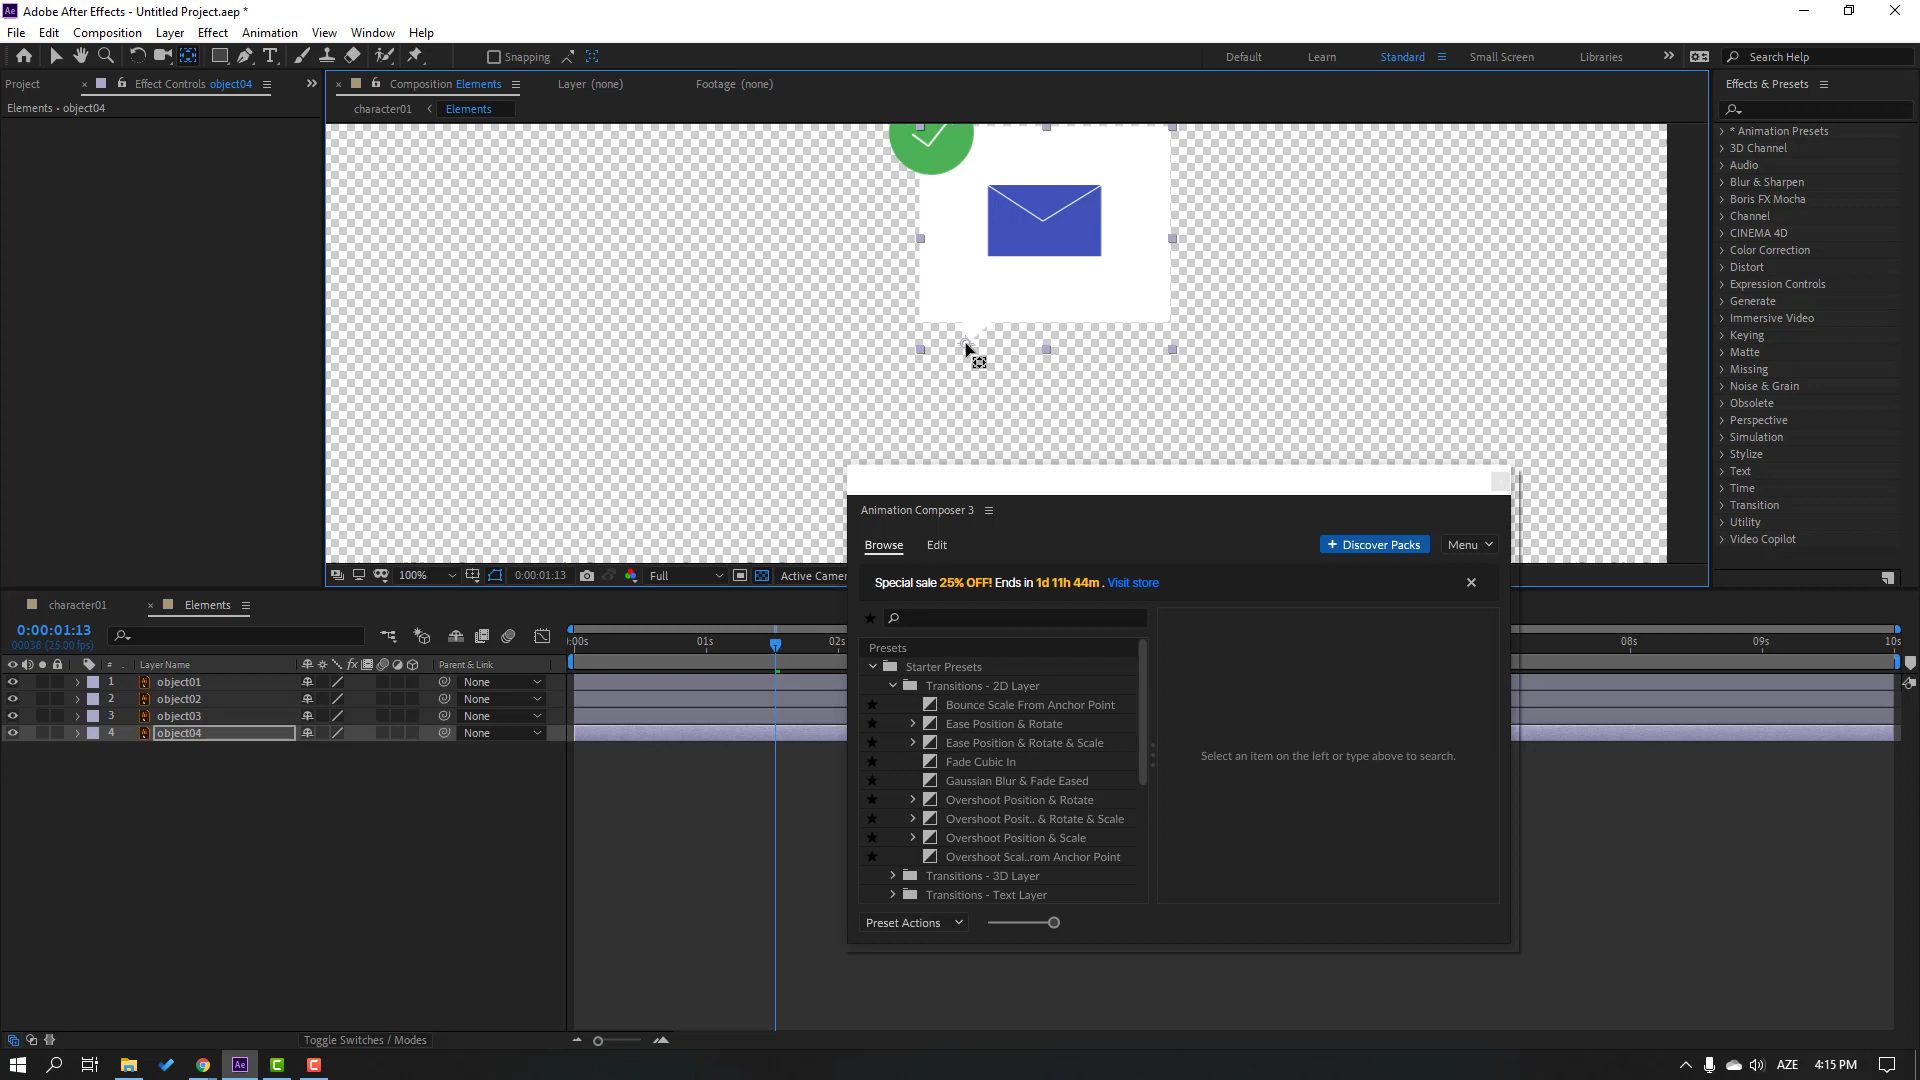 Adobe After Effects - Untitled Project.aep *
File Edit Composition Layer Effect Animation View Window Help
Snapping
Default Learn Standard Small Screen Libraries Search Help
Project Effect Controls object04
Composition Elements Layer (none) Footage (none)
Effects & Presets
Elements • object04
character01 Elements
* Animation Presets
3D Channel
Audio
Blur & Sharpen
Boris FX Mocha
Channel
CINEMA 4D
Color Correction
Distort
Expression Controls
Generate
Immersive Video
Keying
Matte
Missing
Noise & Grain
Obsolete
Perspective
Simulation
Stylize
Text
Time
Transition
Utility
Video Copilot
100% 0:00:01:13 Full Active Camera
Animation Composer 3
Browse Edit + Discover Packs Menu
Special sale 25% OFF! Ends in 1d 11h 44m . Visit store
Presets
Starter Presets
Transitions - 2D Layer
Bounce Scale From Anchor Point
Ease Position & Rotate
Ease Position & Rotate & Scale
Fade Cubic In
Gaussian Blur & Fade Eased
Overshoot Position & Rotate
Overshoot Posit.. & Rotate & Scale
Overshoot Position & Scale
Overshoot Scal..rom Anchor Point
Transitions - 3D Layer
Transitions - Text Layer
Select an item on the left or type above to search.
Preset Actions
character01 Elements
0:00:01:13
00038 (25.00 fps)
:00s 01s 02s 08s 09s 10s
# Layer Name fx Parent & Link
1 object01 None
2 object02 None
3 object03 None
4 object04 None
Toggle Switches / Modes
Ae AZE 4:15 PM